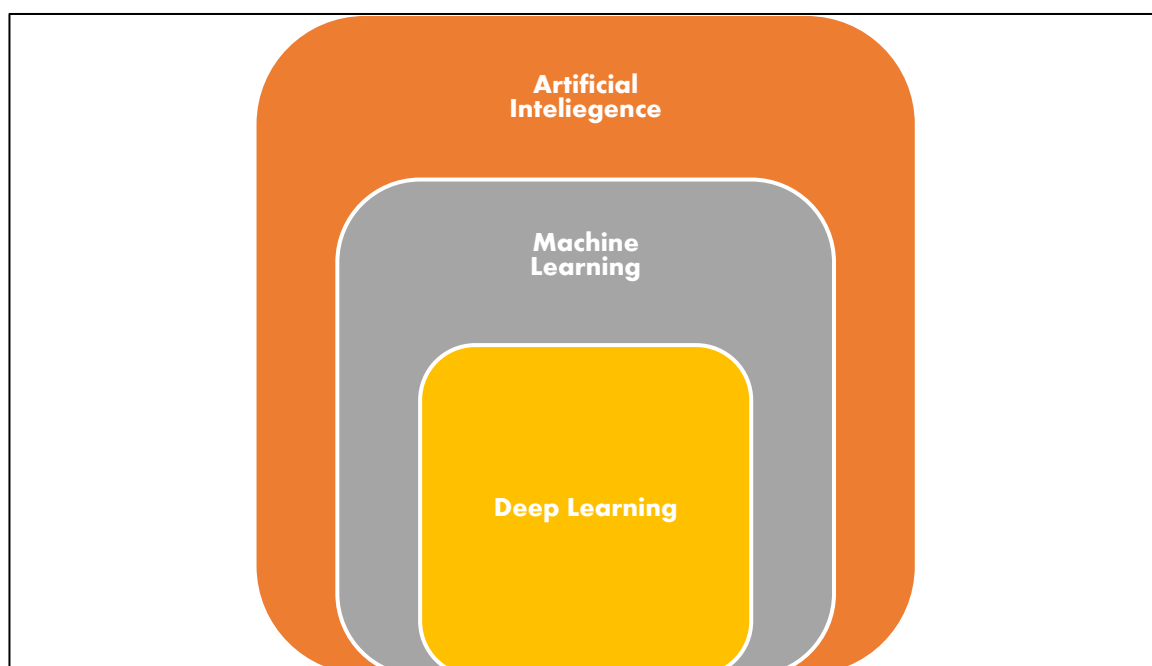 Artificial
Inteliegence
Machine
Learning
Deep Learning